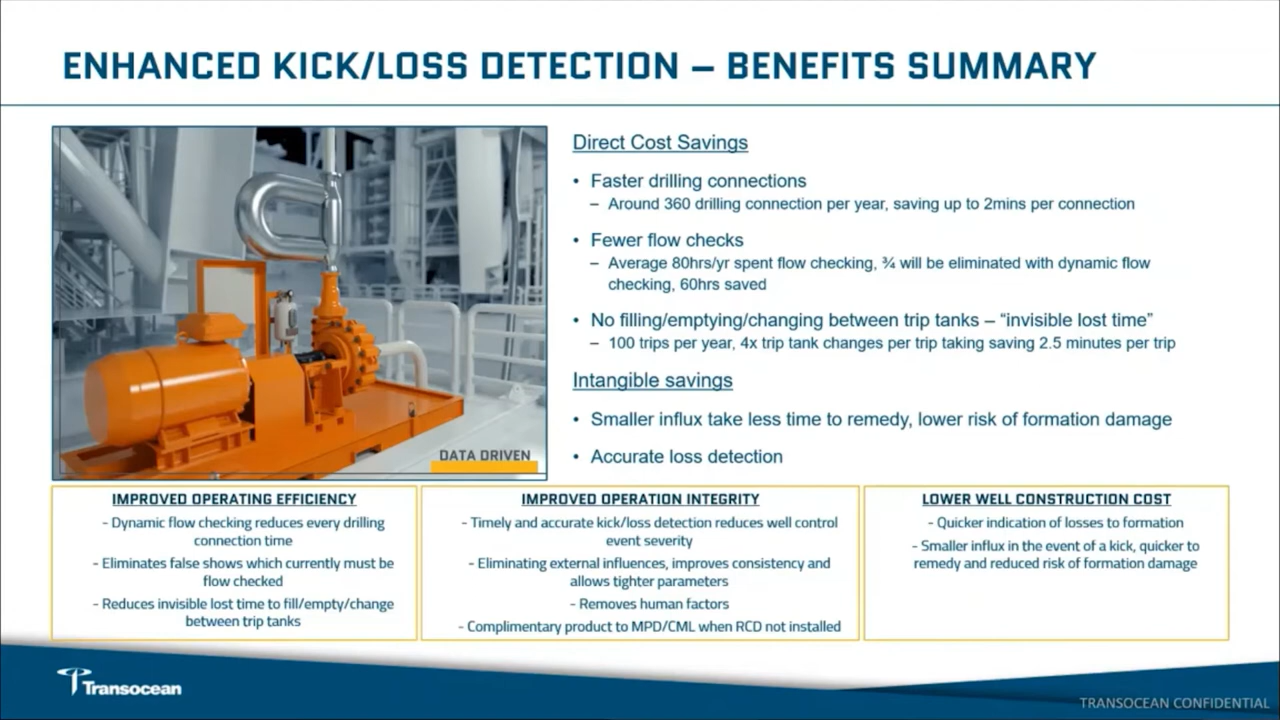 ENHANCED KICK/LOSS DETECTION – BENEFITS SUMMARY
DATA DRIVEN
Direct Cost Savings
• Faster drilling connections
– Around 360 drilling connection per year, saving up to 2mins per connection
• Fewer flow checks
– Average 80hrs/yr spent flow checking, ¾ will be eliminated with dynamic flow
checking, 60hrs saved
• No filling/emptying/changing between trip tanks – “invisible lost time”
– 100 trips per year, 4x trip tank changes per trip taking saving 2.5 minutes per trip
Intangible savings
• Smaller influx take less time to remedy, lower risk of formation damage
• Accurate loss detection
IMPROVED OPERATING EFFICIENCY
- Dynamic flow checking reduces every drilling
connection time
- Eliminates false shows which currently must be
flow checked
- Reduces invisible lost time to fill/empty/change
between trip tanks
IMPROVED OPERATION INTEGRITY
- Timely and accurate kick/loss detection reduces well control
event severity
- Eliminating external influences, improves consistency and
allows tighter parameters
- Removes human factors
- Complimentary product to MPD/CML when RCD not installed
LOWER WELL CONSTRUCTION COST
- Quicker indication of losses to formation
- Smaller influx in the event of a kick, quicker to
remedy and reduced risk of formation damage
Transocean
TRANSOCEAN CONFIDENTIAL